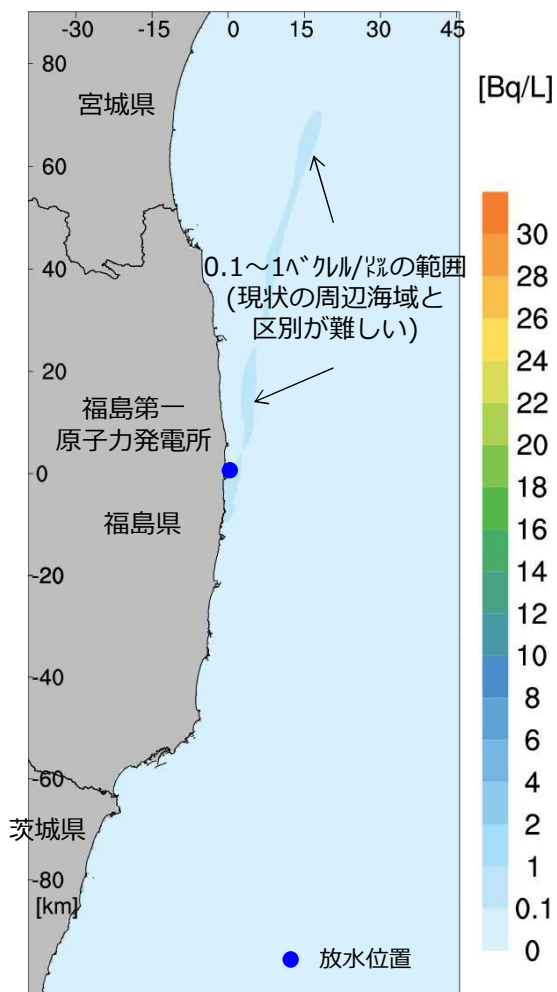 -30 -15 0 15 30 45
[Bq/L]
80
宮城県
60
40
0.1～1ﾍﾞｸﾚﾙ/ﾘｯﾄﾙの範囲
(現状の周辺海域と
区別が難しい)
20
福島第一
原子力発電所
0
福島県
-20
-40
-60
茨城県
-80
[km]
放水位置
30
28
26
24
22
20
18
16
14
12
10
8
6
4
2
1
0.1
0